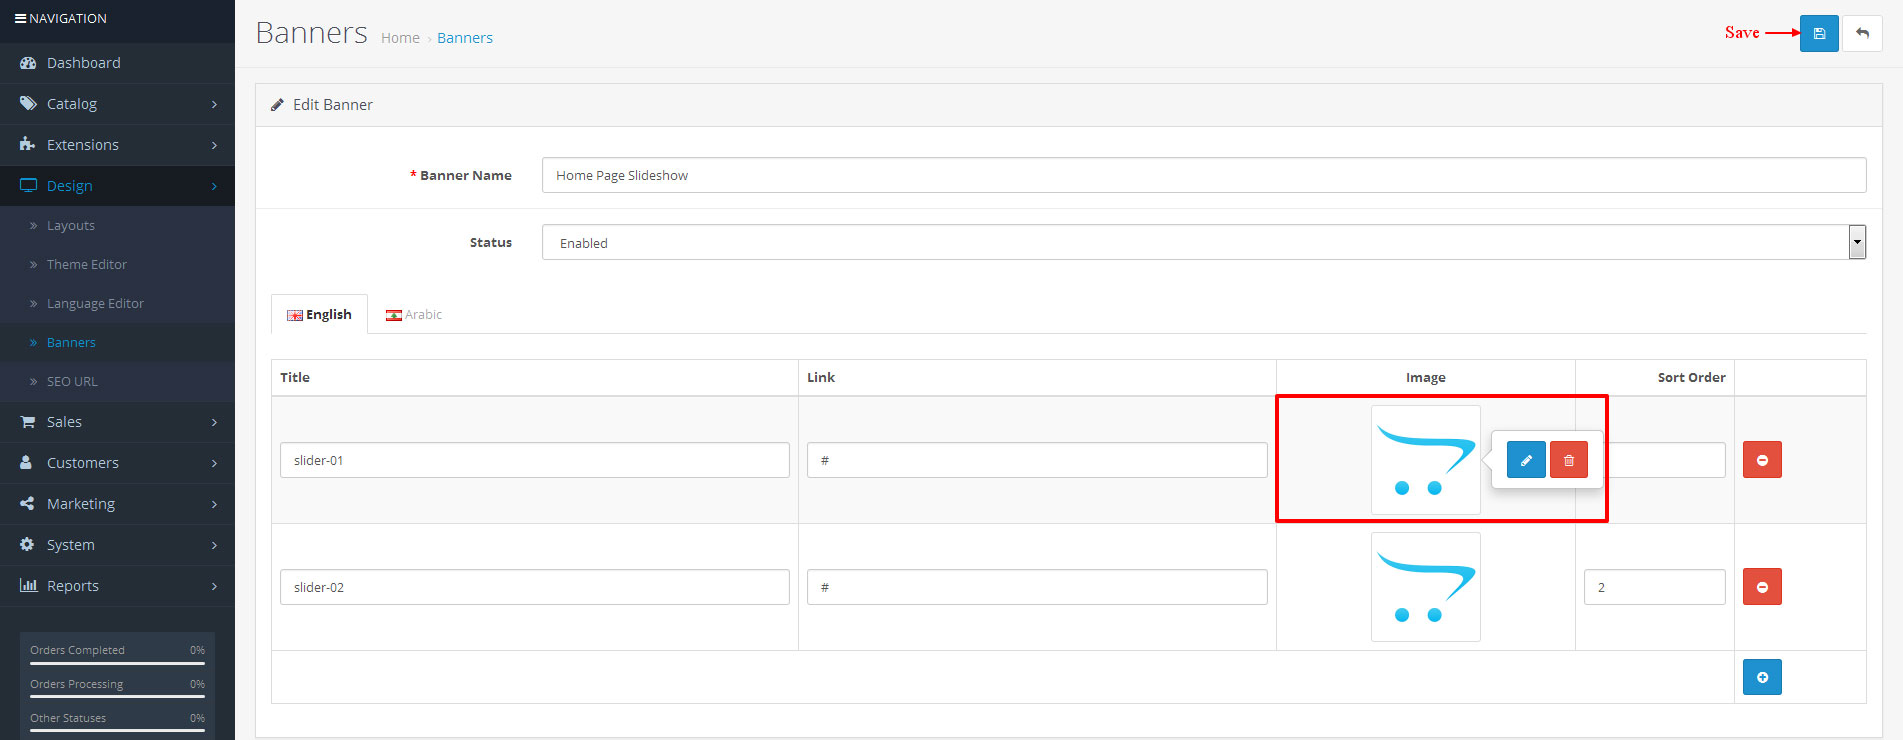 NAVIGATION
Dashboard
Catalog
Extensions
Design
Layouts
Theme Editor
Language Editor
Banners
SEO URL
Sales
Customers
Marketing
System
Reports
Orders Completed 0%
Orders Processing 0%
Other Statuses 0%
Banners Home › Banners
Save
Edit Banner
* Banner Name Home Page Slideshow
Status Enabled
English Arabic
Title Link Image Sort Order
slider-01 #
slider-02 # 2